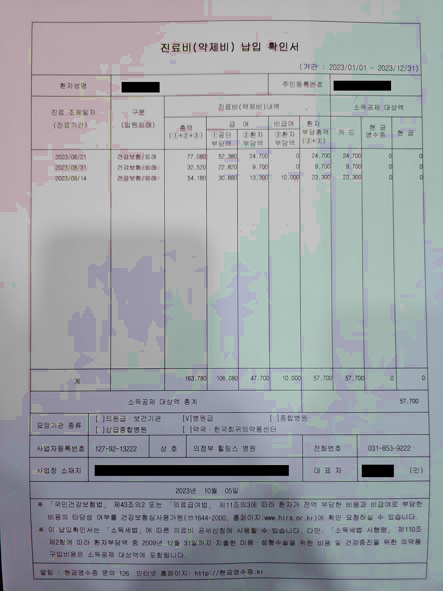 진료비(약제비) 납입 확인서
(기간 : 2023/01/01 - 2023/12/31)
환자성명 주민등록번호
진료.조제일자 (진료기간) 구분 (입원외래) 진료비(약제비)내역 소득공제 대상액
총액 (①+2+③) 급 여 비급여 환자 부담총액 (②+③) 카 드 현 금 영수증 현 금
①공단 부담액 ②환자 부담액 ③환자 부담액
2023/08/21 건강보험/외래 77,080 52,380 24,700 0 24,700 24,700 0 0
2023/08/31 건강보험/외래 32,520 22,820 9,700 0 9,700 9,700 0 0
2023/09/14 건강보험/외래 54,180 30,880 13,300 10,000 23,300 23,300 0 0
계 163,780 106,080 47,700 10,000 57,700 57,700 0 0
소득공제 대상액 총계 57,700
요양기관 종류 [ ]의원급·보건기관 [V]병원급 [ ]종합병원
[ ]상급종합병원 [ ]약국·한국희귀의약품센터
사업자등록번호 127-92-13222 상 호 의정부 힐링스 병원 전화번호 031-853-9222
사업장 소재지 대 표 자 (인)
2023년 10월 05일
* 「국민건강보험법」 제43조의2 또는 「의료급여법」 제11조의3에 따라 환자가 전액 부담한 비용과 비급여로 부담한
비용의 타당성 여부를 건강보험심사평가원(☎1644-2000, 홈페이지:www.hira.or.kr)에 확인 요청하실 수 있습니다.
* 이 납입확인서는 「소득세법」에 따른 의료비 공제신청에 사용할 수 있습니다. 다만, 「소득세법 시행령」 제110조
제2항에 따라 환자부담액 중 2009년 12월 31일까지 지출한 미용·성형수술을 위한 비용 및 건강증진을 위한 의약품
구입비용은 소득공제 대상액에 포함됩니다.
알림 : 현금영수증 문의 126 인터넷 홈페이지: http://현금영수증.kr